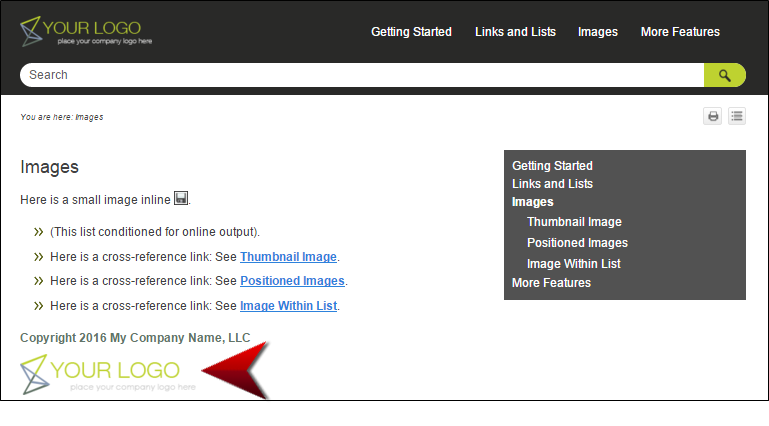 YOUR LOGO
place your company logo here
Getting Started Links and Lists Images More Features
Search
You are here: Images
Images
Here is a small image inline .
(This list conditioned for online output).
Here is a cross-reference link: See Thumbnail Image.
Here is a cross-reference link: See Positioned Images.
Here is a cross-reference link: See Image Within List.
Getting Started
Links and Lists
Images
Thumbnail Image
Positioned Images
Image Within List
More Features
Copyright 2016 My Company Name, LLC
YOUR LOGO
place your company logo here